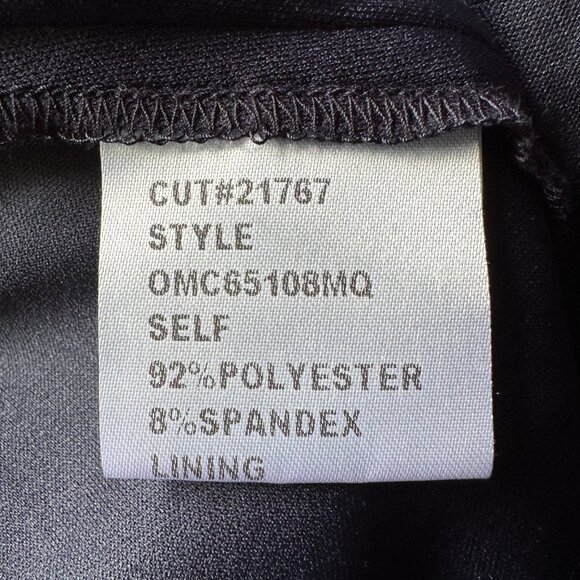 CUT#21767
STYLE
OMC65108MQ
SELF
92%POLYESTER
8%SPANDEX
LINING